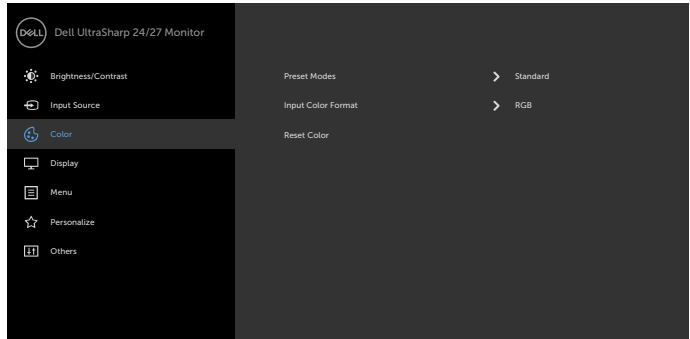 DELL Dell UltraSharp 24/27 Monitor
Brightness/Contrast
Preset Modes Standard
Input Source
Input Color Format RGB
Color
Reset Color
Display
Menu
Personalize
Others